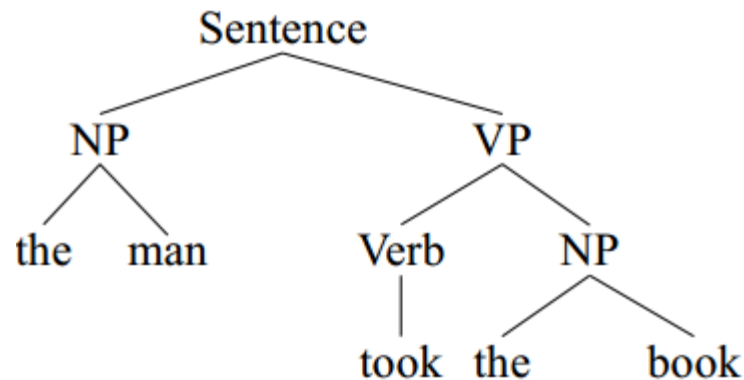 Sentence
NP VP
the man Verb NP
took the book